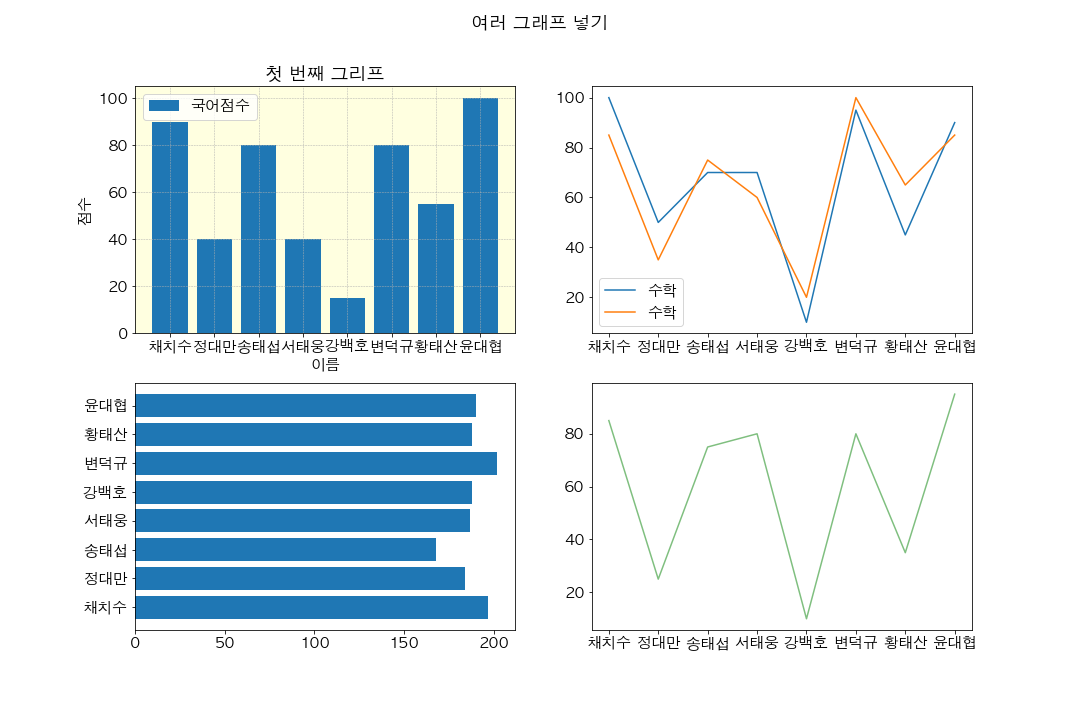 여러 그래프 넣기
첫 번째 그리프
국어점수
점수
100
80
60
40
20
0
채치수 정대만 송태섭 서태웅 강백호 변덕규 황태산 윤대협
이름
100
80
60
40
20
수학
수학
채치수 정대만 송태섭 서태웅 강백호 변덕규 황태산 윤대협
윤대협
황태산
변덕규
강백호
서태웅
송태섭
정대만
채치수
0 50 100 150 200
80
60
40
20
채치수 정대만 송태섭 서태웅 강백호 변덕규 황태산 윤대협